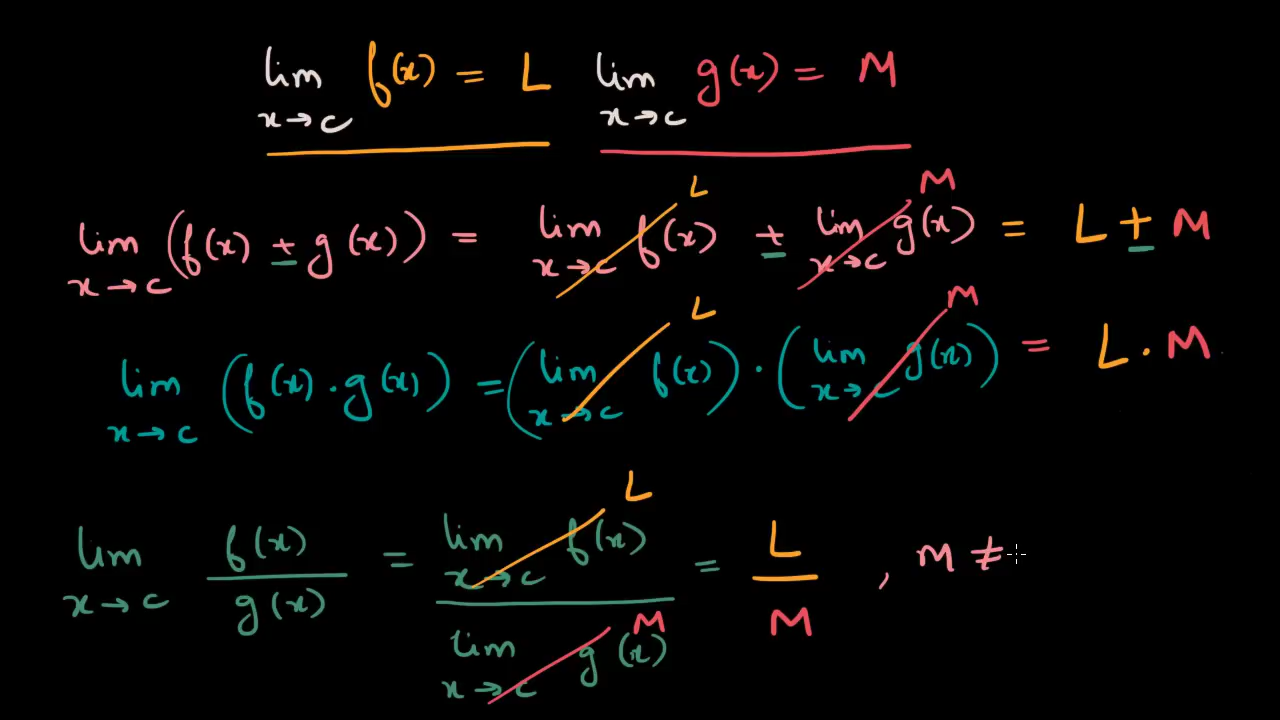 lim x→c f(x) = L lim x→c g(x) = M
lim x→c (f(x) ± g(x)) = lim x→c f(x) L ± lim x→c g(x) M = L ± M
lim x→c (f(x) · g(x)) = (lim x→c f(x)) L · (lim x→c g(x)) M = L · M
lim x→c f(x)/g(x) = lim x→c f(x) L / lim x→c g(x) M = L/M , M ≠